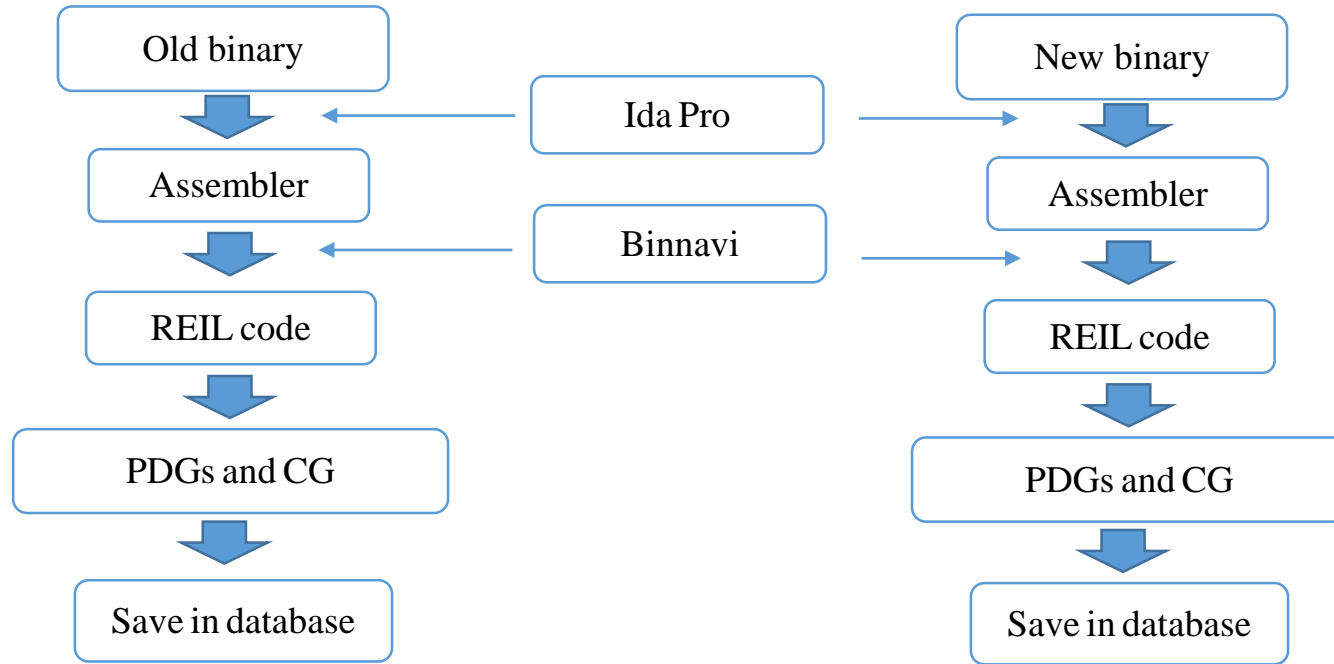 Old binary
New binary
Ida Pro
Assembler
Assembler
Binnavi
REIL code
REIL code
PDGs and CG
PDGs and CG
Save in database
Save in database